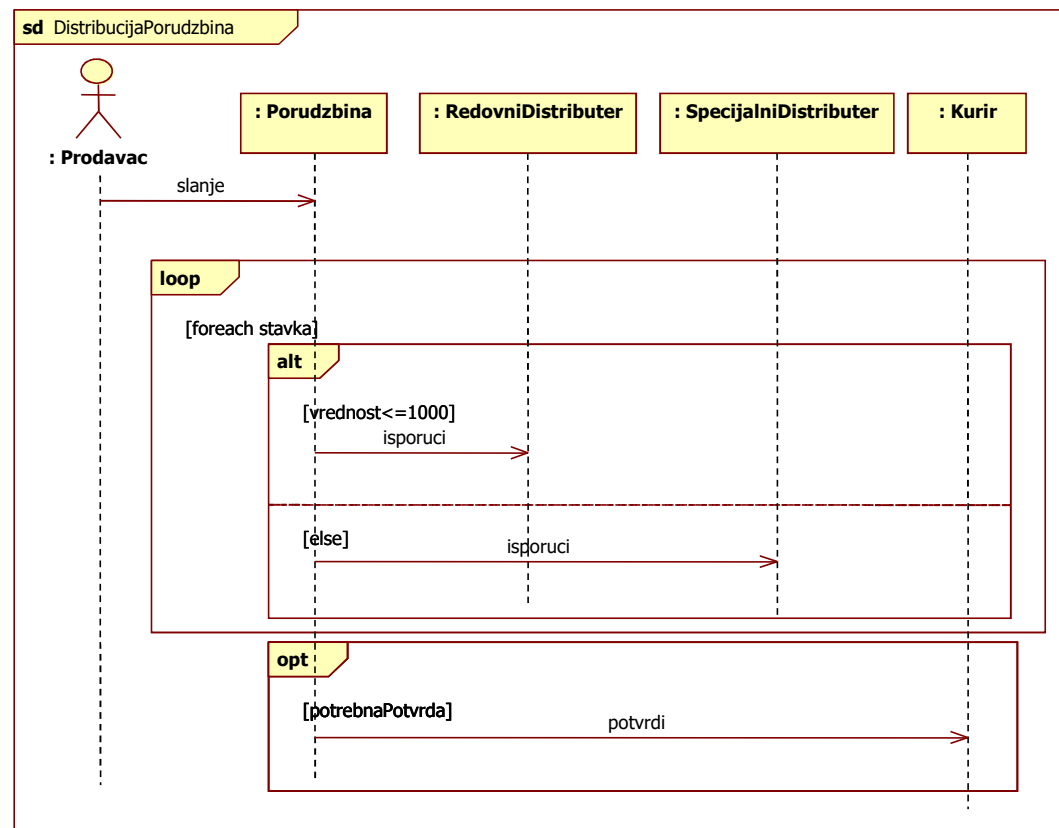 sd DistribucijaPorudzbina
: Prodavac
: Porudzbina
: RedovniDistributer
: SpecijalniDistributer
: Kurir
slanje
loop
[foreach stavka]
alt
[vrednost<=1000]
isporuci
[else]
isporuci
opt
[potrebnaPotvrda]
potvrdi